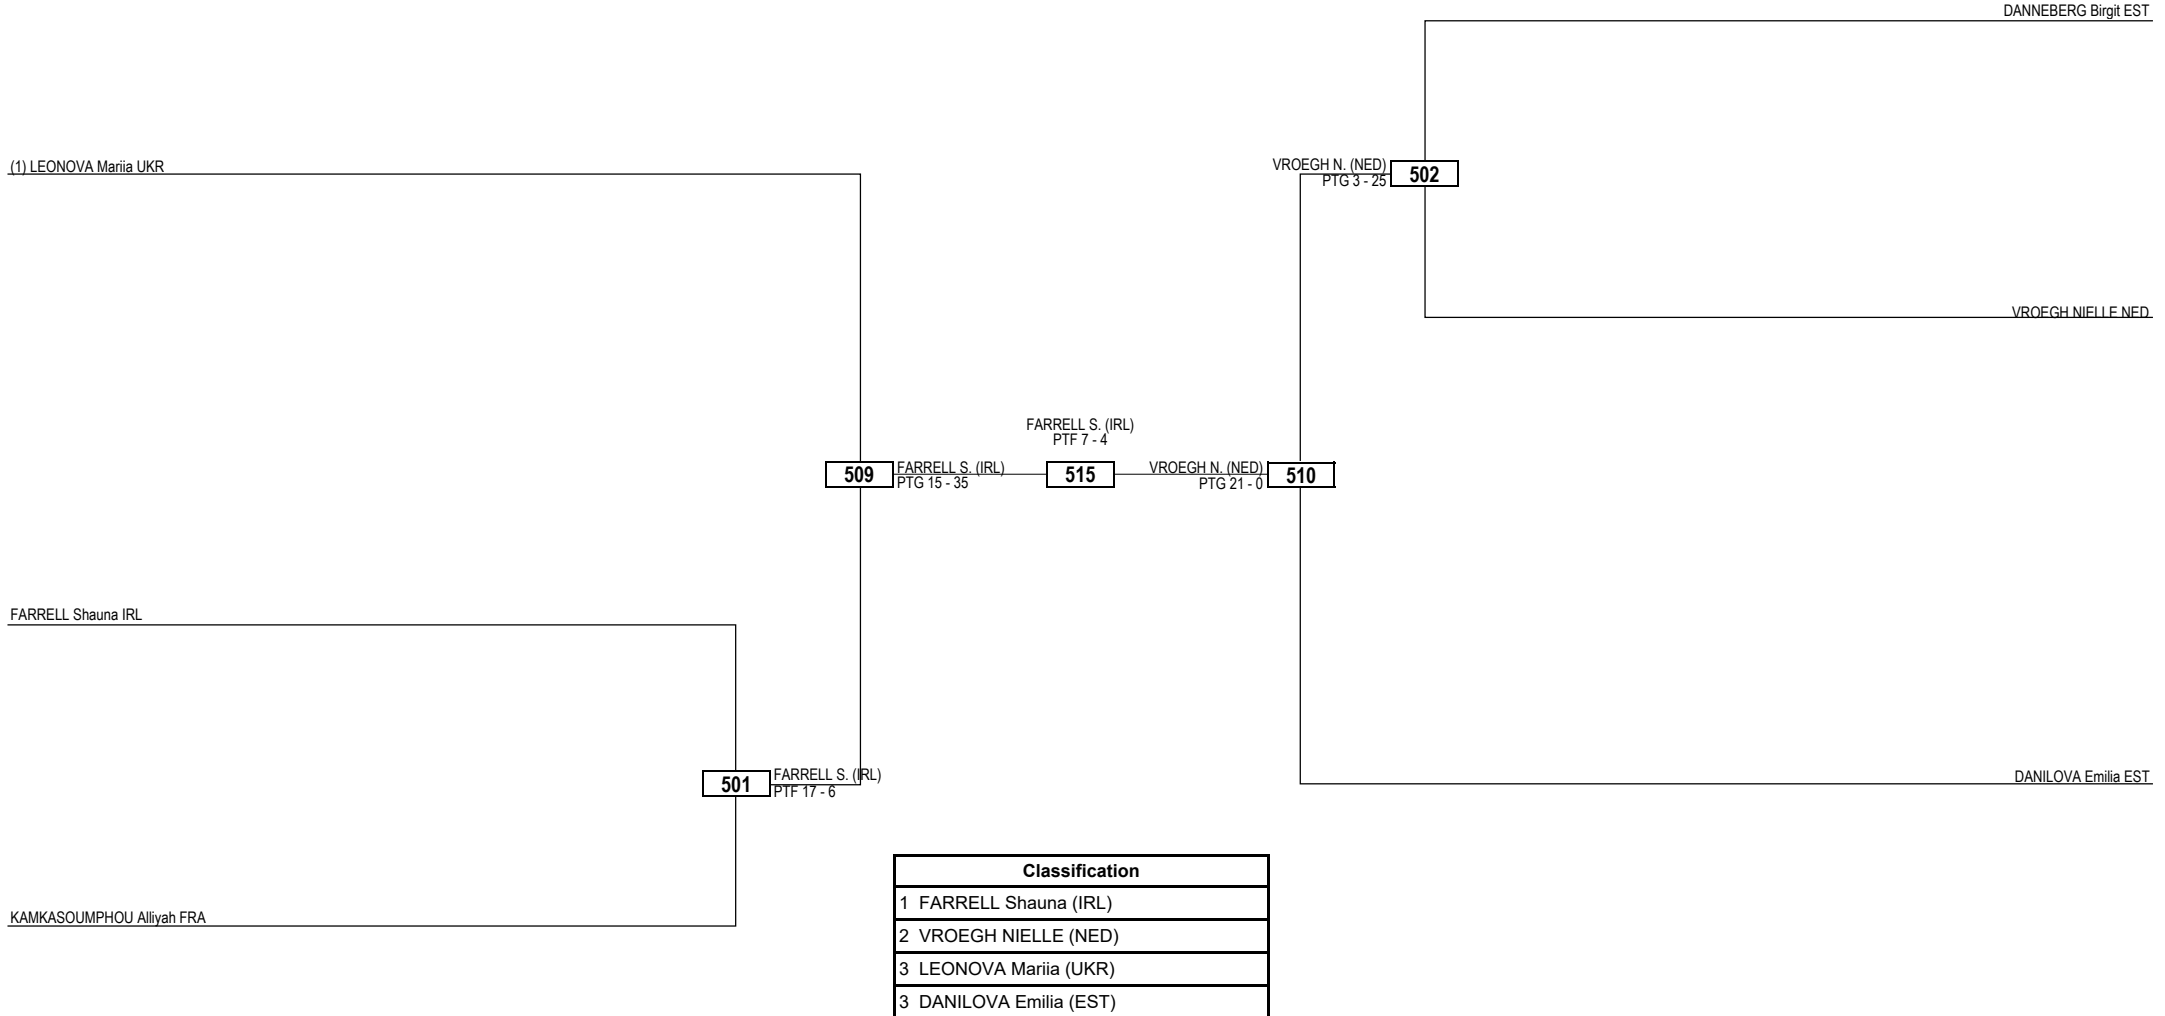 DANNEBERG Birgit EST
(1) LEONOVA Mariia UKR
VROEGH N. (NED)
PTG 3 - 25
502
VROEGH NIELLE NED
FARRELL S. (IRL)
PTF 7 - 4
509
FARRELL S. (IRL)
PTG 15 - 35
515
VROEGH N. (NED)
PTG 21 - 0
510
FARRELL Shauna IRL
501
FARRELL S. (IRL)
PTF 17 - 6
DANILOVA Emilia EST
KAMKASOUMPHOU Alliyah FRA
Classification
1 FARRELL Shauna (IRL)
2 VROEGH NIELLE (NED)
3 LEONOVA Mariia (UKR)
3 DANILOVA Emilia (EST)